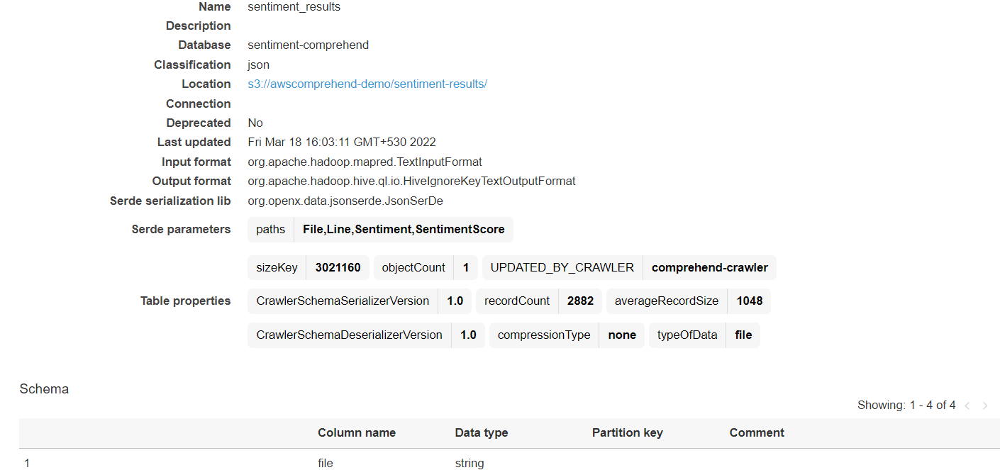 Name sentiment_results
Description
Database sentiment-comprehend
Classification json
Location s3://awscomprehend-demo/sentiment-results/
Connection
Deprecated No
Last updated Fri Mar 18 16:03:11 GMT+530 2022
Input format org.apache.hadoop.mapred.TextInputFormat
Output format org.apache.hadoop.hive.ql.io.HiveIgnoreKeyTextOutputFormat
Serde serialization lib org.openx.data.jsonserde.JsonSerDe
Serde parameters paths File,Line,Sentiment,SentimentScore
sizeKey 3021160 objectCount 1 UPDATED_BY_CRAWLER comprehend-crawler
Table properties CrawlerSchemaSerializerVersion 1.0 recordCount 2882 averageRecordSize 1048
CrawlerSchemaDeserializerVersion 1.0 compressionType none typeOfData file
Schema
Showing: 1 - 4 of 4 < >
Column name Data type Partition key Comment
1 file string